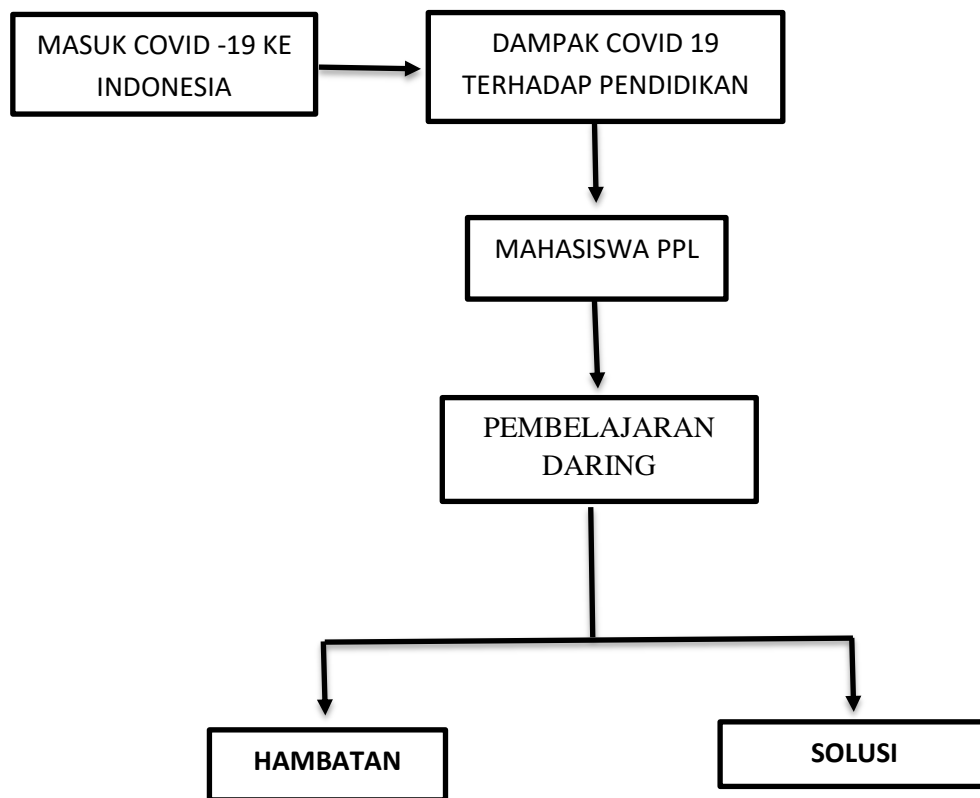 MASUK COVID -19 KE
INDONESIA
DAMPAK COVID 19
TERHADAP PENDIDIKAN
MAHASISWA PPL
PEMBELAJARAN
DARING
HAMBATAN
SOLUSI